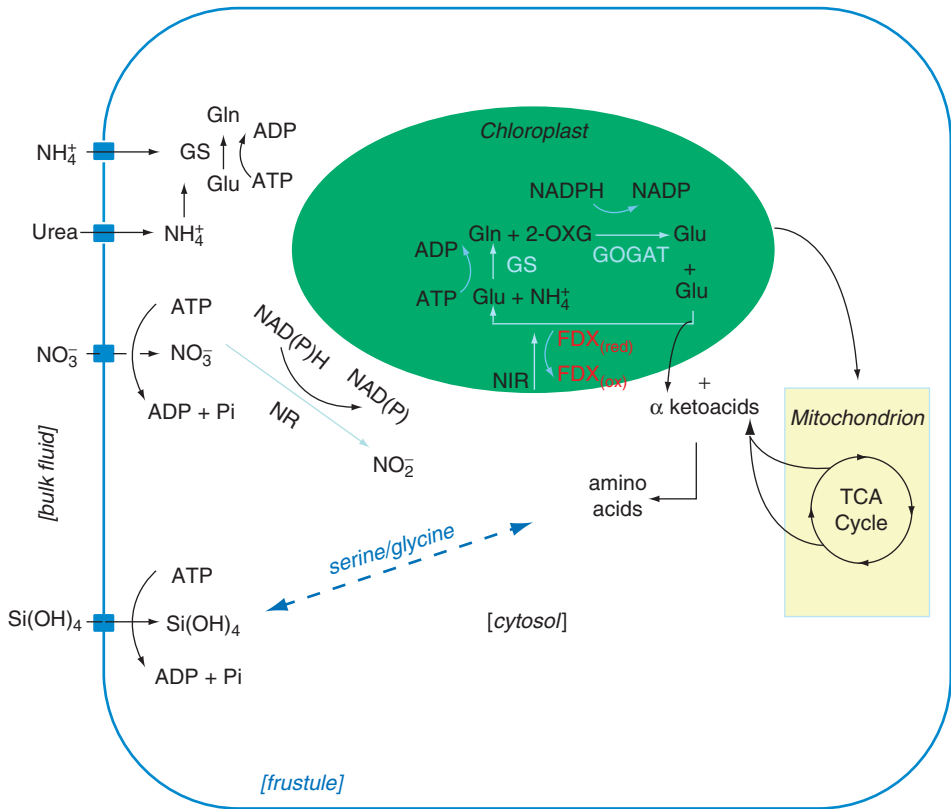 NH₄⁺
GS
Gln
Glu
ADP
ATP
Urea
NH₄⁺
NO₃⁻
ATP
NO₃⁻
ADP + Pi
NAD(P)H
NAD(P)
NR
NO₂⁻
[bulk fluid]
Si(OH)₄
ATP
Si(OH)₄
ADP + Pi
serine/glycine
[frustule]
[cytosol]
Chloroplast
NADPH
NADP
ADP
Gln + 2-OXG
GOGAT
Glu
GS
+
Glu
ATP
Glu + NH₄⁺
FDX(red)
NIR
FDX(ox)
+
α ketoacids
amino
acids
Mitochondrion
TCA
Cycle